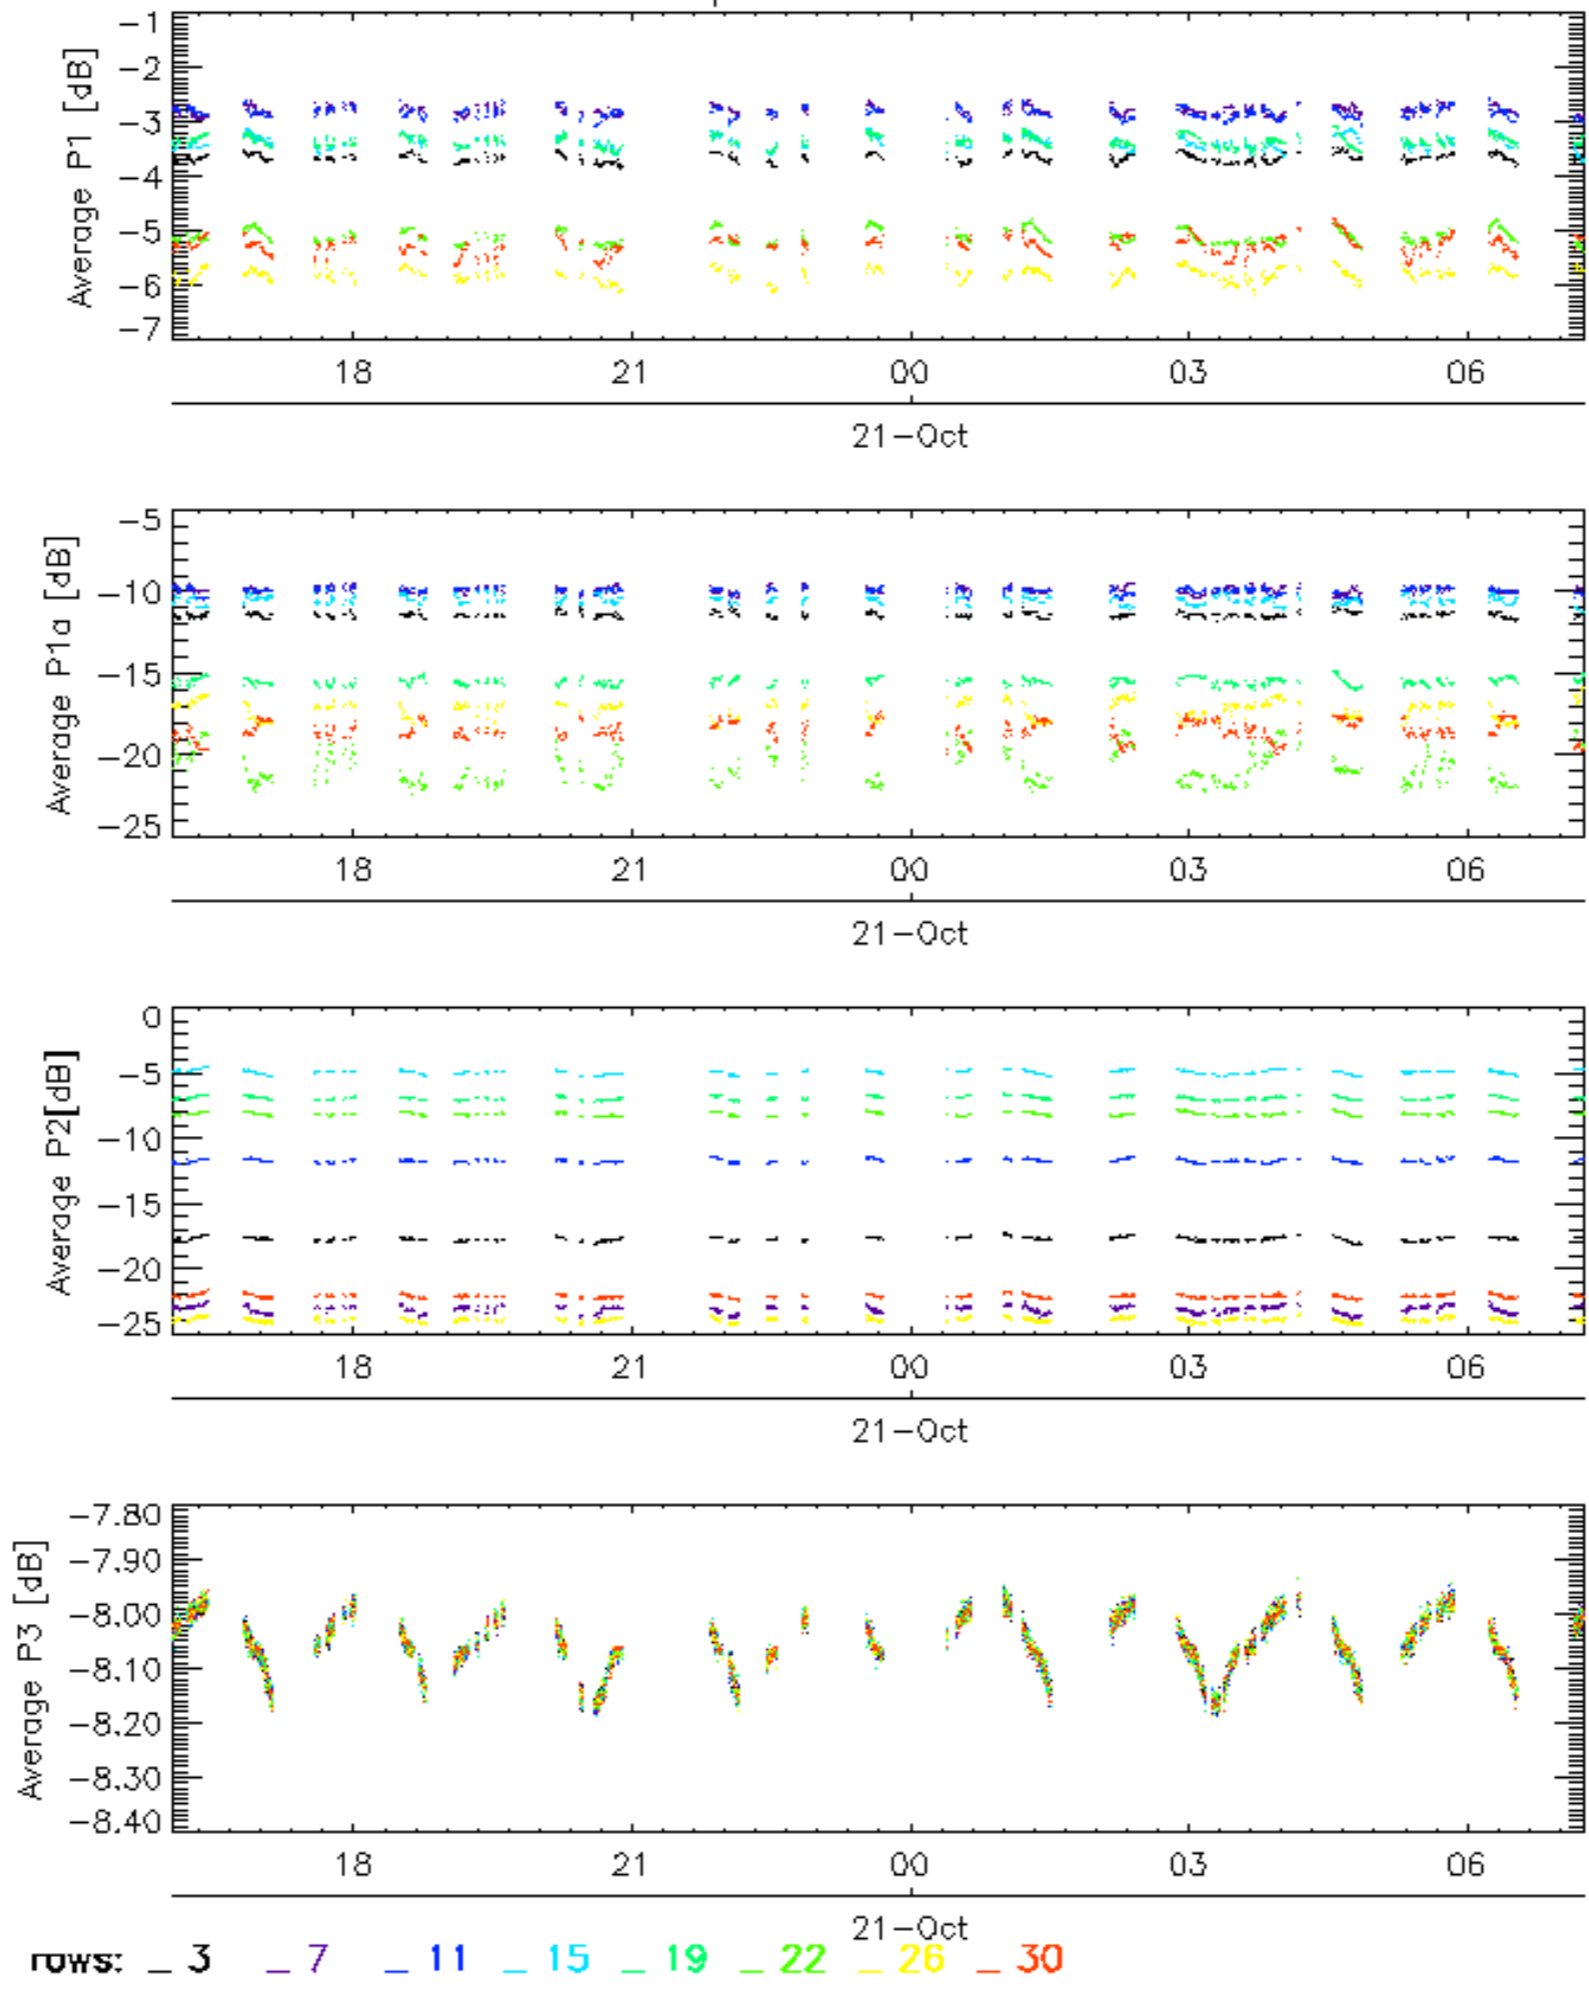 Average P1 [dB]
-1
-2
-3
-4
-5
-6
-7
18 21 00 03 06
21-Oct
Average P1a [dB]
-5
-10
-15
-20
-25
18 21 00 03 06
21-Oct
Average P2[dB]
0
-5
-10
-15
-20
-25
18 21 00 03 06
21-Oct
Average P3 [dB]
-7.80
-7.90
-8.00
-8.10
-8.20
-8.30
-8.40
18 21 00 03 06
21-Oct
rows: _ 3 _ 7 _ 11 _ 15 _ 19 _ 22 _ 26 _ 30